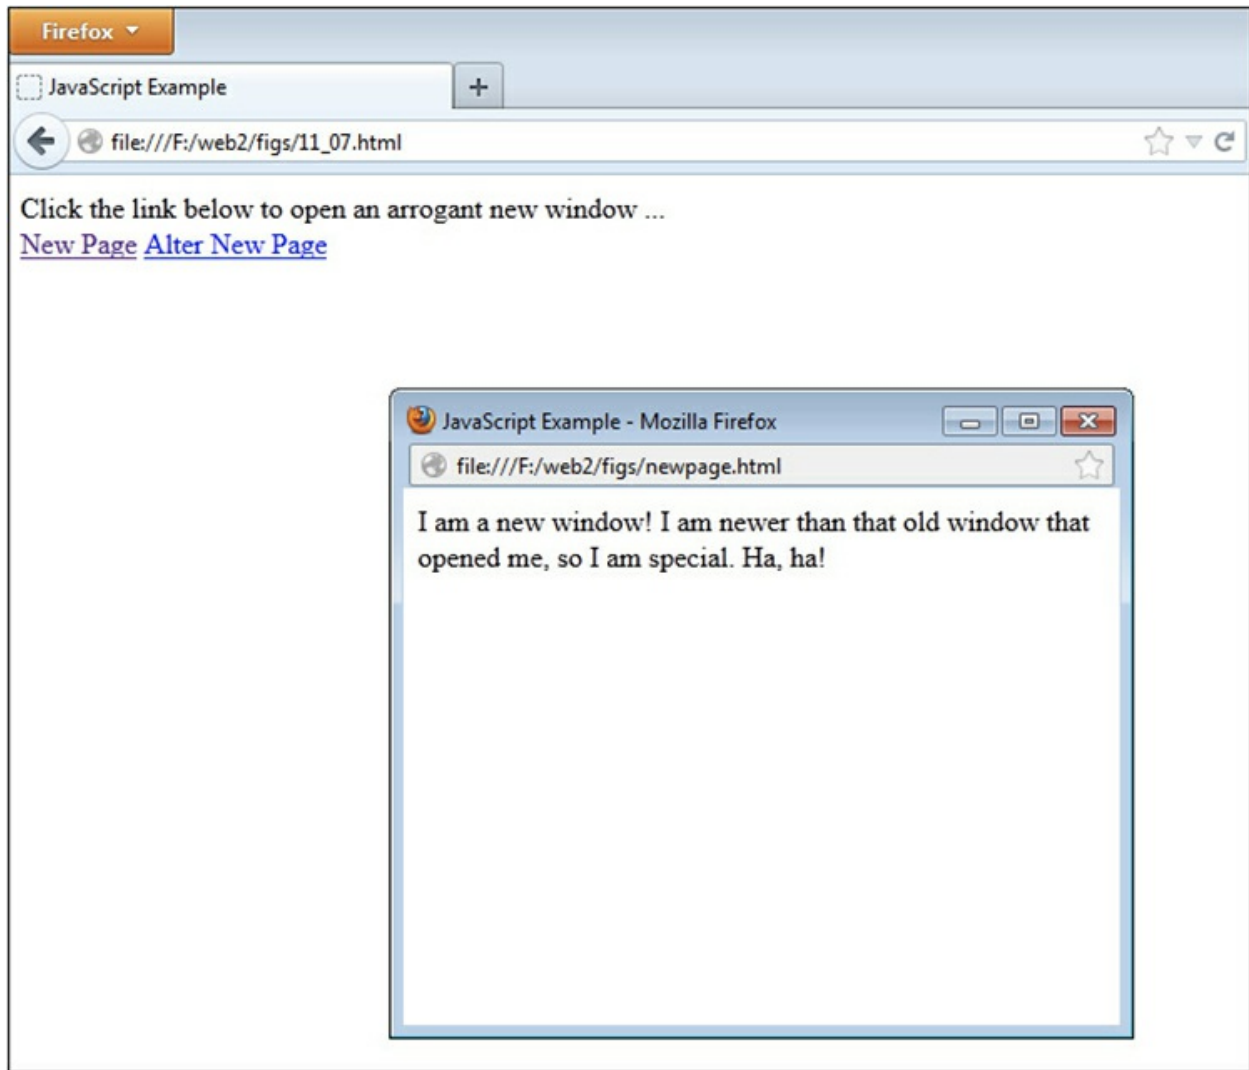 Firefox
JavaScript Example
file:///F:/web2/figs/11_07.html
Click the link below to open an arrogant new window ...
New Page Alter New Page
JavaScript Example - Mozilla Firefox
file:///F:/web2/figs/newpage.html
I am a new window! I am newer than that old window that
opened me, so I am special. Ha, ha!